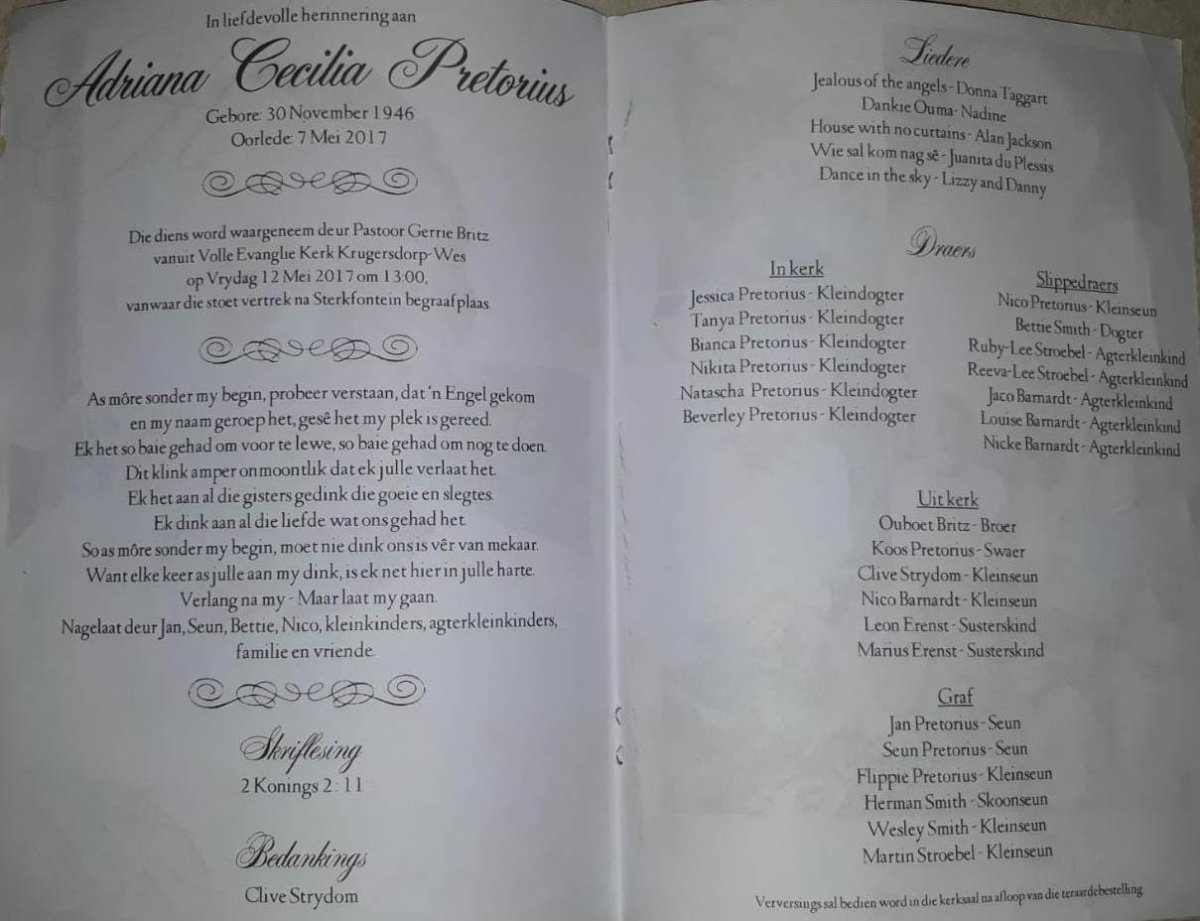 In liefdevolle herinnering aan
Adriana Cecilia Pretorius
Gebore: 30 November 1946
Oorlede: 7 Mei 2017
Die diens word waargeneem deur Pastoor Gerrie Britz
vanuit Volle Evanglie Kerk Krugersdorp-Wes
op Vrydag 12 Mei 2017 om 13:00,
vanwaar die stoet vertrek na Sterkfontein begraafplaas.
As môre sonder my begin, probeer verstaan, dat 'n Engel gekom
en my naam geroep het, gesê het my plek is gereed.
Ek het so baie gehad om voor te lewe, so baie gehad om nog te doen.
Dit klink amper onmoontlik dat ek julle verlaat het.
Ek het aan al die gisters gedink die goeie en slegtes.
Ek dink aan al die liefde wat ons gehad het.
So as môre sonder my begin, moet nie dink ons is vêr van mekaar.
Want elke keer as julle aan my dink, is ek net hier in julle harte.
Verlang na my - Maar laat my gaan.
Nagelaat deur Jan, Seun, Bettie, Nico, kleinkinders, agterkleinkinders,
familie en vriende.
Skriflesing
2 Konings 2 : 11
Bedankings
Clive Strydom
Liedere
Jealous of the angels - Donna Taggart
Dankie Ouma- Nadine
House with no curtains - Alan Jackson
Wie sal kom nag sê - Juanita du Plessis
Dance in the sky - Lizzy and Danny
Draers
In kerk
Jessica Pretorius - Kleindogter
Tanya Pretorius - Kleindogter
Bianca Pretorius - Kleindogter
Nikita Pretorius - Kleindogter
Natascha Pretorius - Kleindogter
Beverley Pretorius - Kleindogter
Slippedraers
Nico Pretorius - Kleinseun
Bettie Smith - Dogter
Ruby-Lee Stroebel - Agterkleinkind
Reeva-Lee Stroebel - Agterkleinkind
Jaco Barnardt - Agterkleinkind
Louise Barnardt - Agterkleinkind
Nicke Barnardt - Agterkleinkind
Uit kerk
Ouboet Britz - Broer
Koos Pretorius - Swaer
Clive Strydom - Kleinseun
Nico Barnardt - Kleinseun
Leon Erenst - Susterskind
Marius Erenst - Susterskind
Graf
Jan Pretorius - Seun
Seun Pretorius - Seun
Flippie Pretorius - Kleinseun
Herman Smith - Skoonseun
Wesley Smith - Kleinseun
Martin Stroebel - Kleinseun
Verversings sal bedien word in die kerksaal na afloop van die teraardebestelling